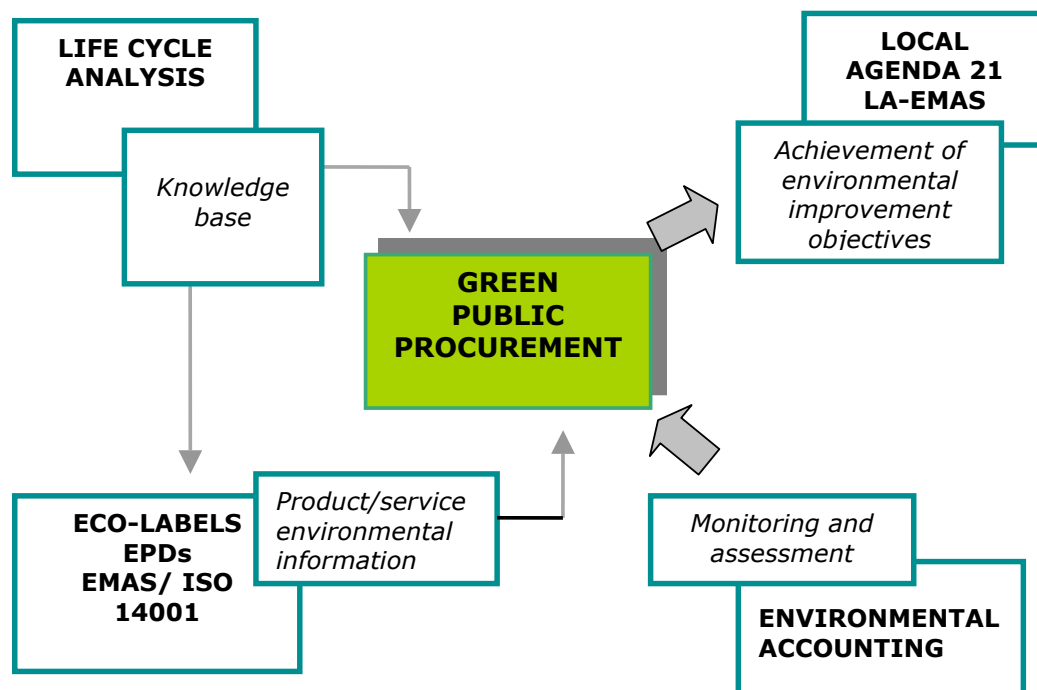 LIFE CYCLE
ANALYSIS
Knowledge
base
LOCAL
AGENDA 21
LA-EMAS
Achievement of
environmental
improvement
objectives
GREEN
PUBLIC
PROCUREMENT
ECO-LABELS
EPDs
EMAS/ ISO
14001
Product/service
environmental
information
Monitoring and
assessment
ENVIRONMENTAL
ACCOUNTING